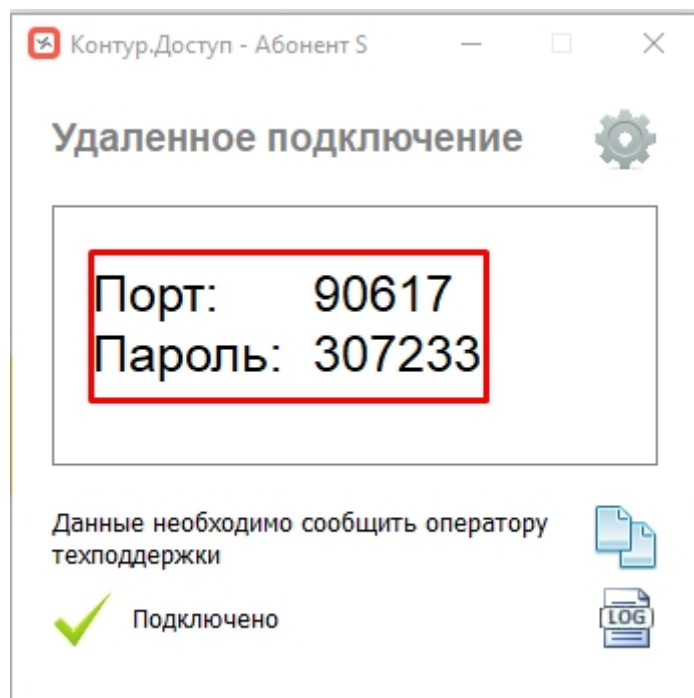 Контур.Доступ - Абонент S
Удаленное подключение
Порт: 90617
Пароль: 307233
Данные необходимо сообщить оператору
техподдержки
Подключено
LOG